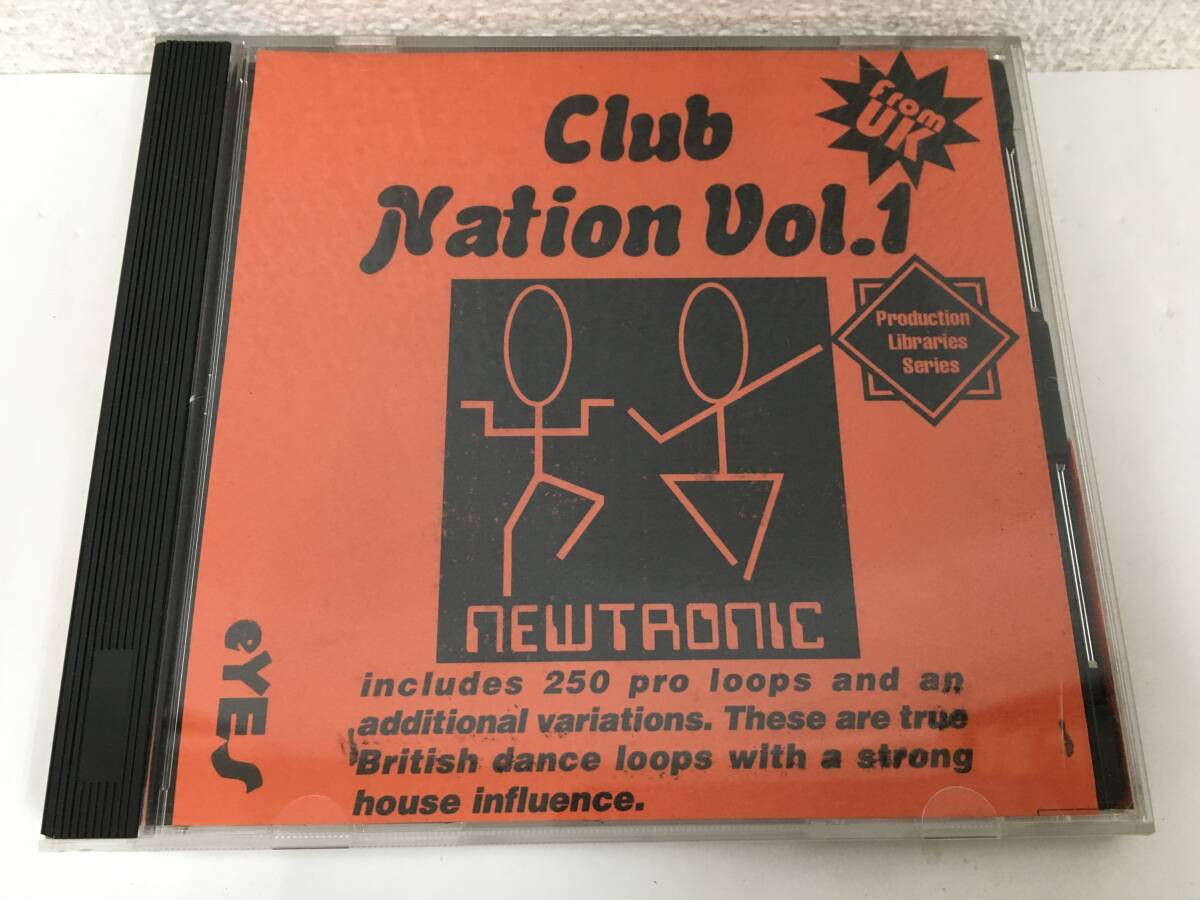 Club
Nation Vol.1
from
UK
Production
Libraries
Series
NEWTRONIC
eYES
includes 250 pro loops and an
additional variations. These are true
British dance loops with a strong
house influence.